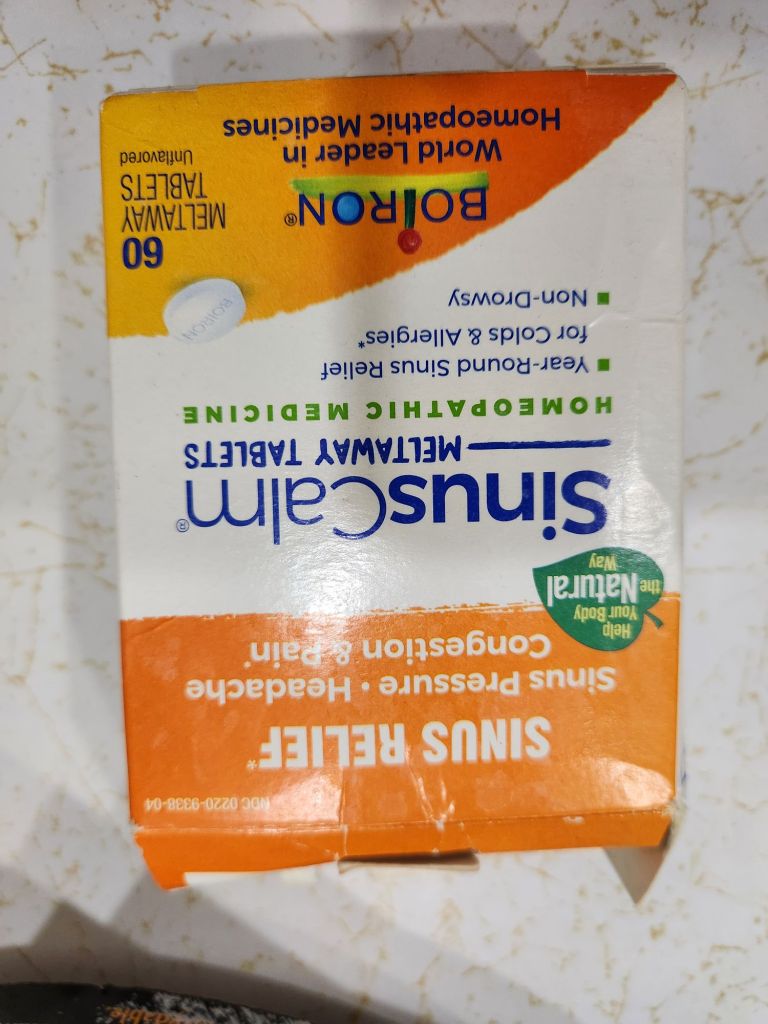 NDC 0220-9338-04
SINUS RELIEF*
Sinus Pressure • Headache
Congestion & Pain*
Help
Your Body
the Natural
Way
SinusCalm®
MELTAWAY TABLETS
HOMEOPATHIC MEDICINE
■ Year-Round Sinus Relief
for Colds & Allergies*
■ Non-Drowsy
BOIRON
60
MELTAWAY
TABLETS
Unflavored
BOIRON®
World Leader in
Homeopathic Medicines